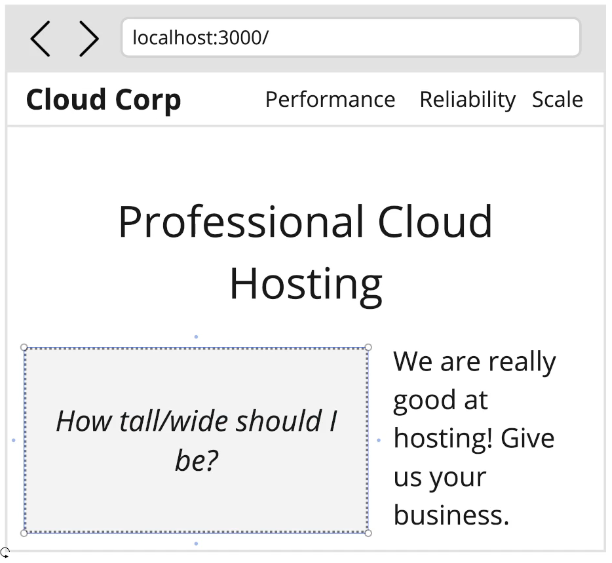 localhost:3000/
Cloud Corp Performance Reliability Scale
Professional Cloud
Hosting
How tall/wide should I
be?
We are really
good at
hosting! Give
us your
business.